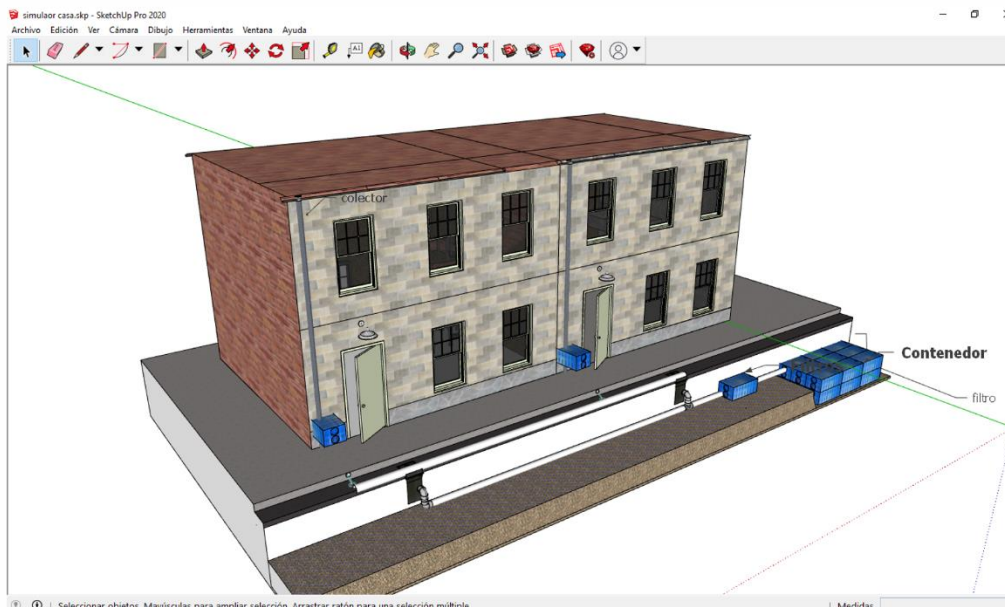 simulaor casa.skp - SketchUp Pro 2020
Archivo Edición Ver Cámara Dibujo Herramientas Ventana Ayuda
A1
colector
Contenedor
filtro
Seleccionar objetos. Mayúsculas para ampliar selección. Arrastrar ratón para una selección múltiple.
Medidas